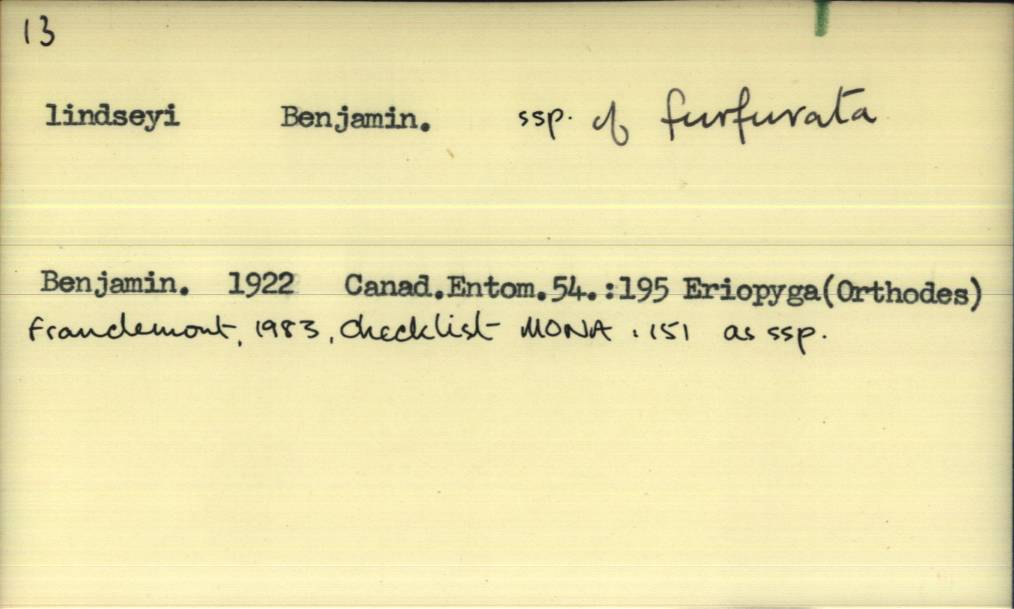 13
lindseyi Benjamin. ssp. of furfurata
Benjamin. 1922 Canad.Entom.54.:195 Eriopyga(Orthodes)
Franclemont, 1983, Checklist MONA : 151 as ssp.